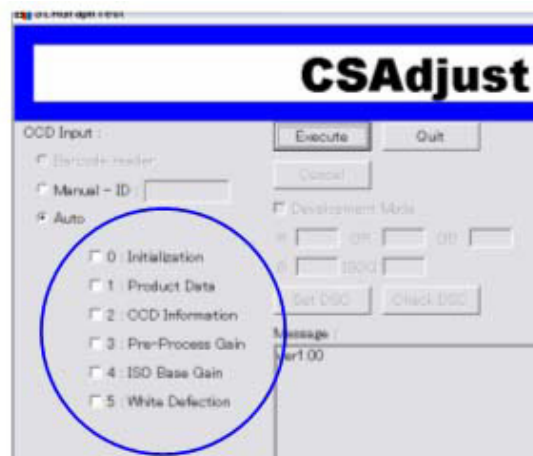 CSAdjust
CCD Input :
Execute
Quit
Barcode reader
Cancel
Manual - ID :
Development Mode
Auto
R
GR
GB
B
ISO
0 : Initialization
1 : Product Data
Set DSC
Check DSC
2 : CCD Information
Message :
3 : Pre-Process Gain
ver1.00
4 : ISO Base Gain
5 : White Defection